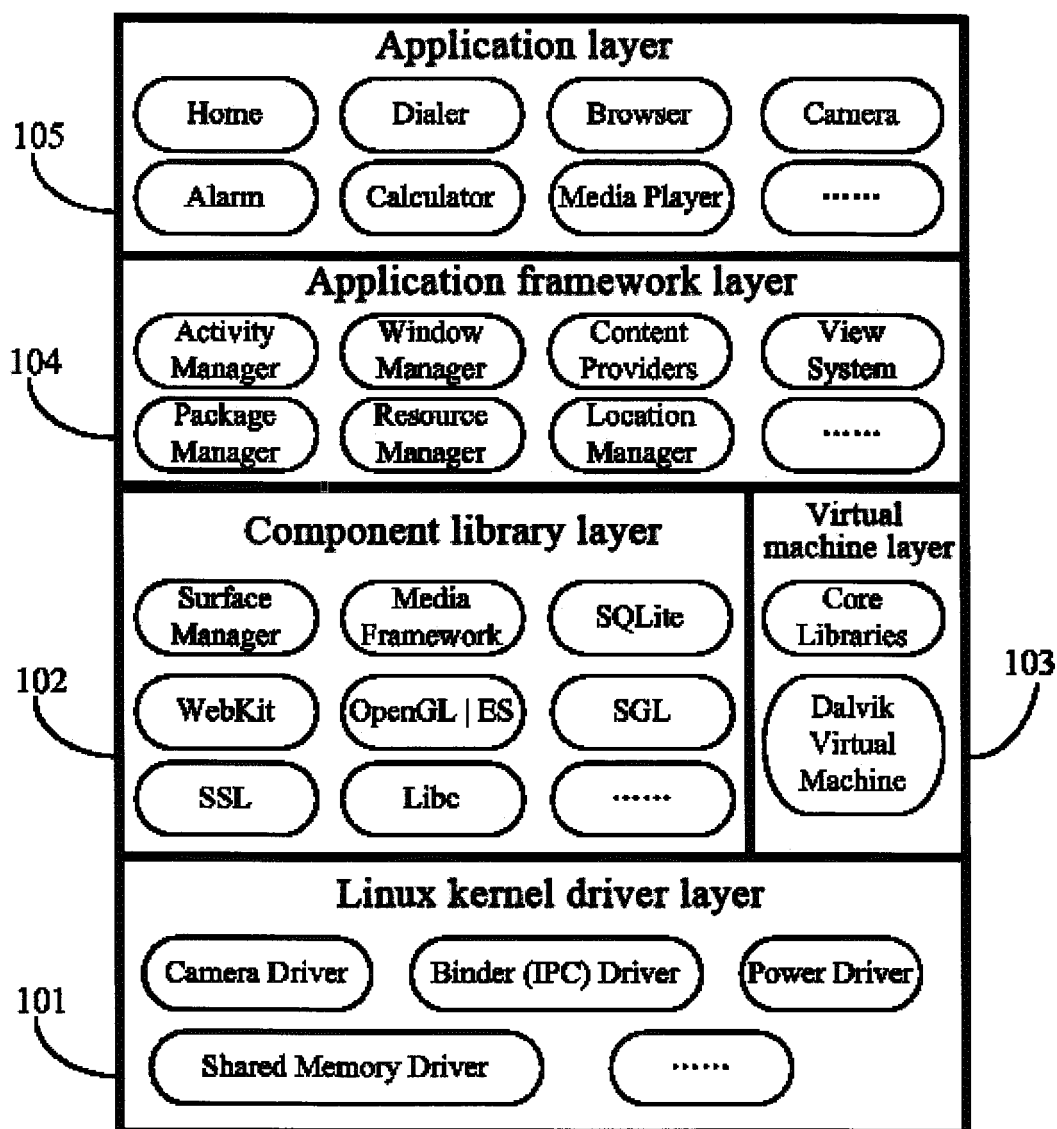 Application layer
Home
Dialer
Browser
Camera
105
Alarm
Calculator
Media Player
......
Application framework layer
Activity
Manager
Window
Manager
Content
Providers
View
System
104
Package
Manager
Resource
Manager
Location
Manager
......
Component library layer
Virtual
machine layer
Surface
Manager
Media
Framework
SQLite
Core
Libraries
102
WebKit
OpenGL | ES
SGL
Dalvik
Virtual
Machine
103
SSL
Libc
......
Linux kernel driver layer
Camera Driver
Binder (IPC) Driver
Power Driver
101
Shared Memory Driver
......